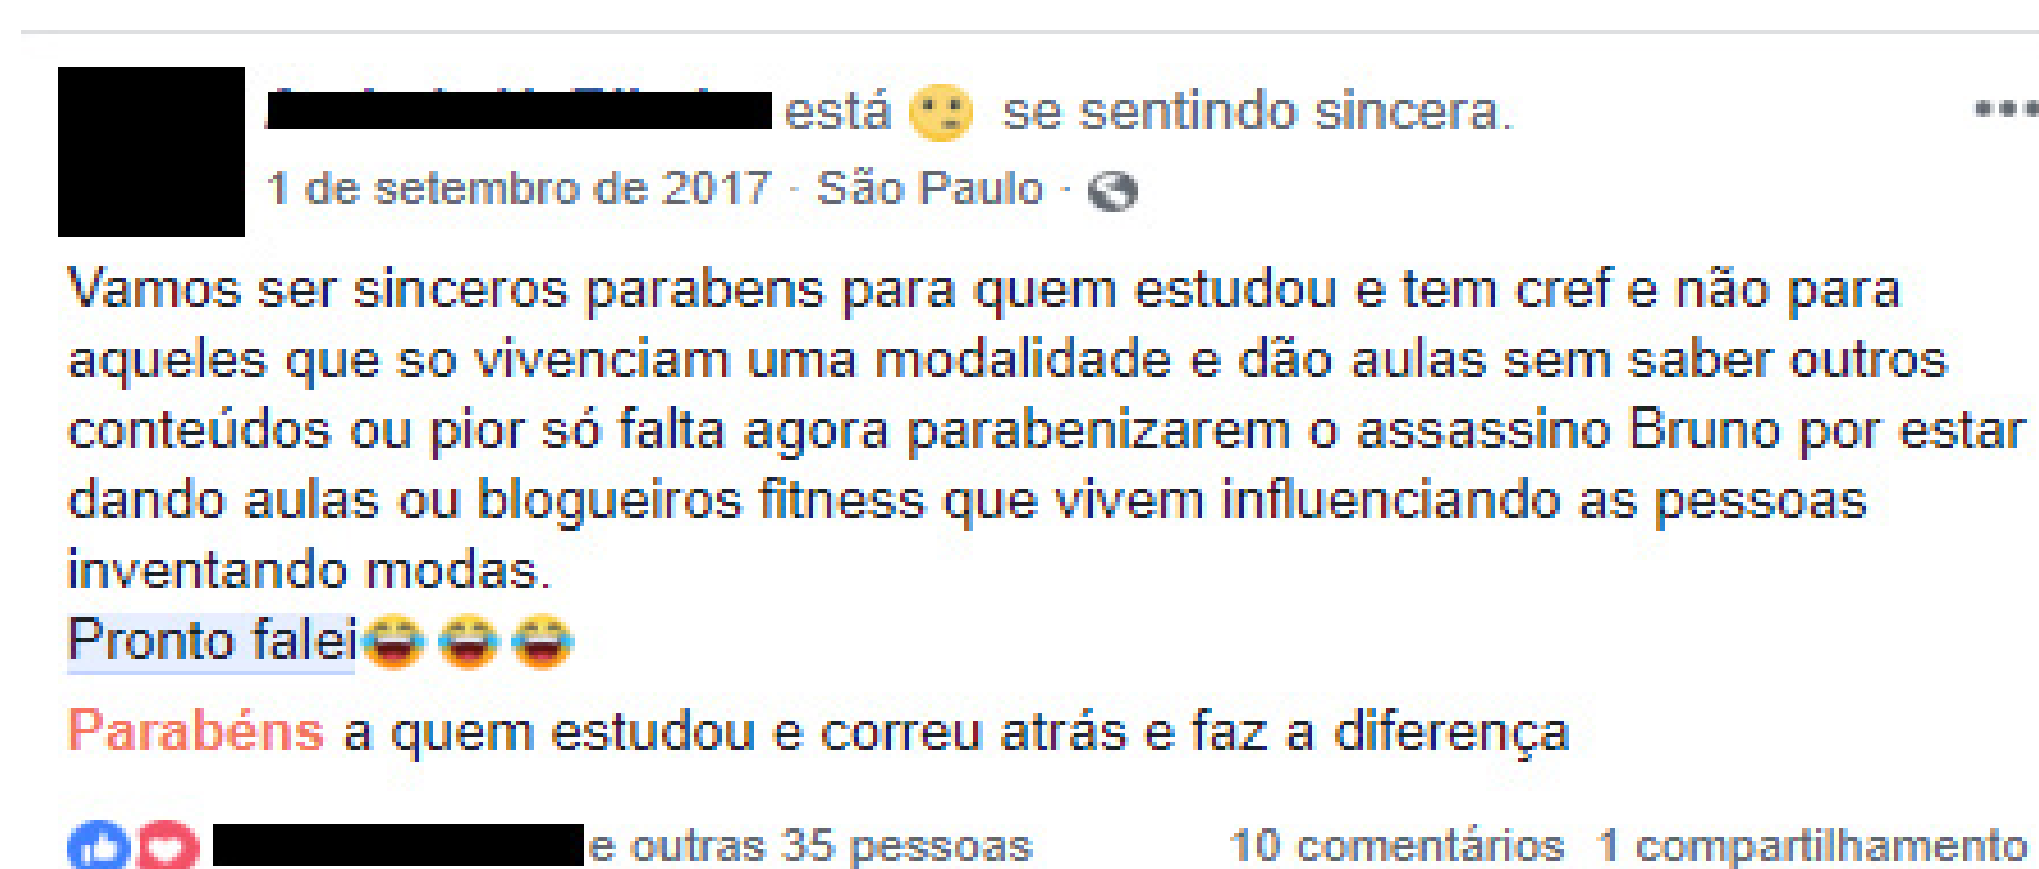 está se sentindo sincera.
1 de setembro de 2017 · São Paulo ·
Vamos ser sinceros parabens para quem estudou e tem cref e não para
aqueles que so vivenciam uma modalidade e dão aulas sem saber outros
conteúdos ou pior só falta agora parabenizarem o assassino Bruno por estar
dando aulas ou blogueiros fitness que vivem influenciando as pessoas
inventando modas.
Pronto falei😂😂😂
Parabéns a quem estudou e correu atrás e faz a diferença
e outras 35 pessoas 10 comentários 1 compartilhamento